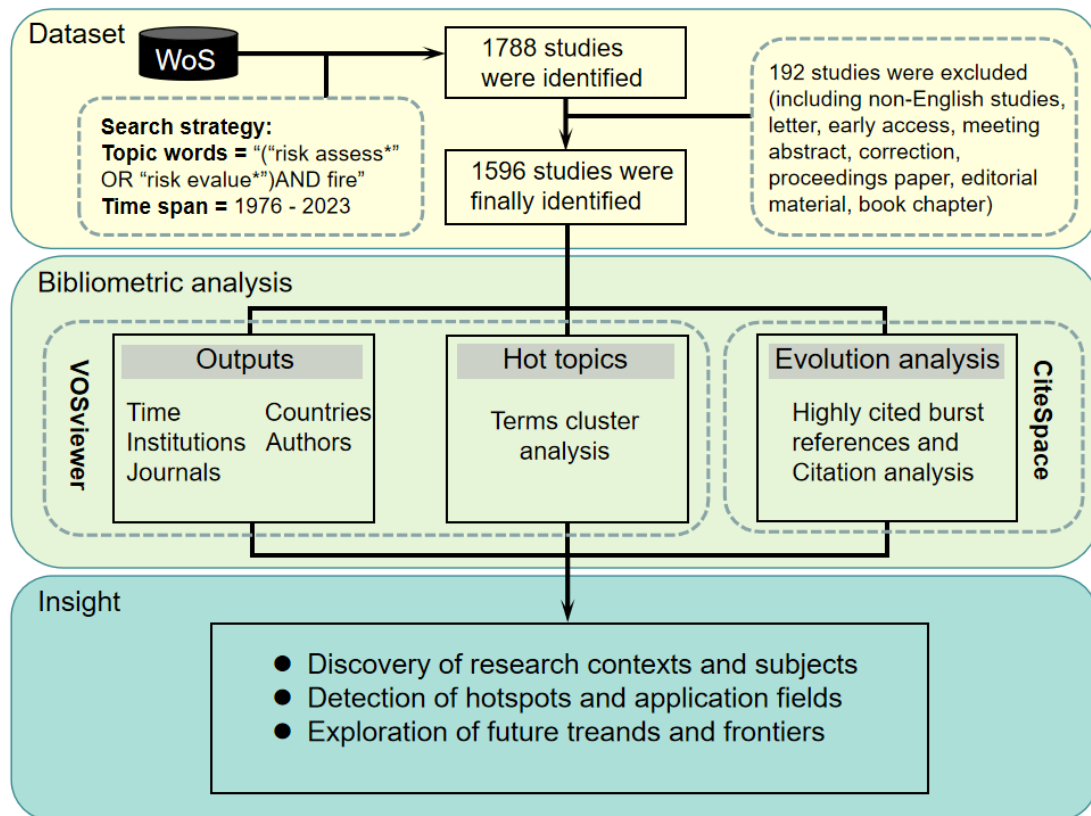 Dataset
WoS
1788 studies
were identified
192 studies were excluded
(including non-English studies,
letter, early access, meeting
abstract, correction,
proceedings paper, editorial
material, book chapter)
Search strategy:
Topic words = “(“risk assess*”
OR “risk evalue*”)AND fire”
Time span = 1976 - 2023
1596 studies were
finally identified
Bibliometric analysis
VOSviewer
Outputs
Time Countries
Institutions Authors
Journals
Hot topics
Terms cluster
analysis
Evolution analysis
Highly cited burst
references and
Citation analysis
CiteSpace
Insight
● Discovery of research contexts and subjects
● Detection of hotspots and application fields
● Exploration of future treands and frontiers